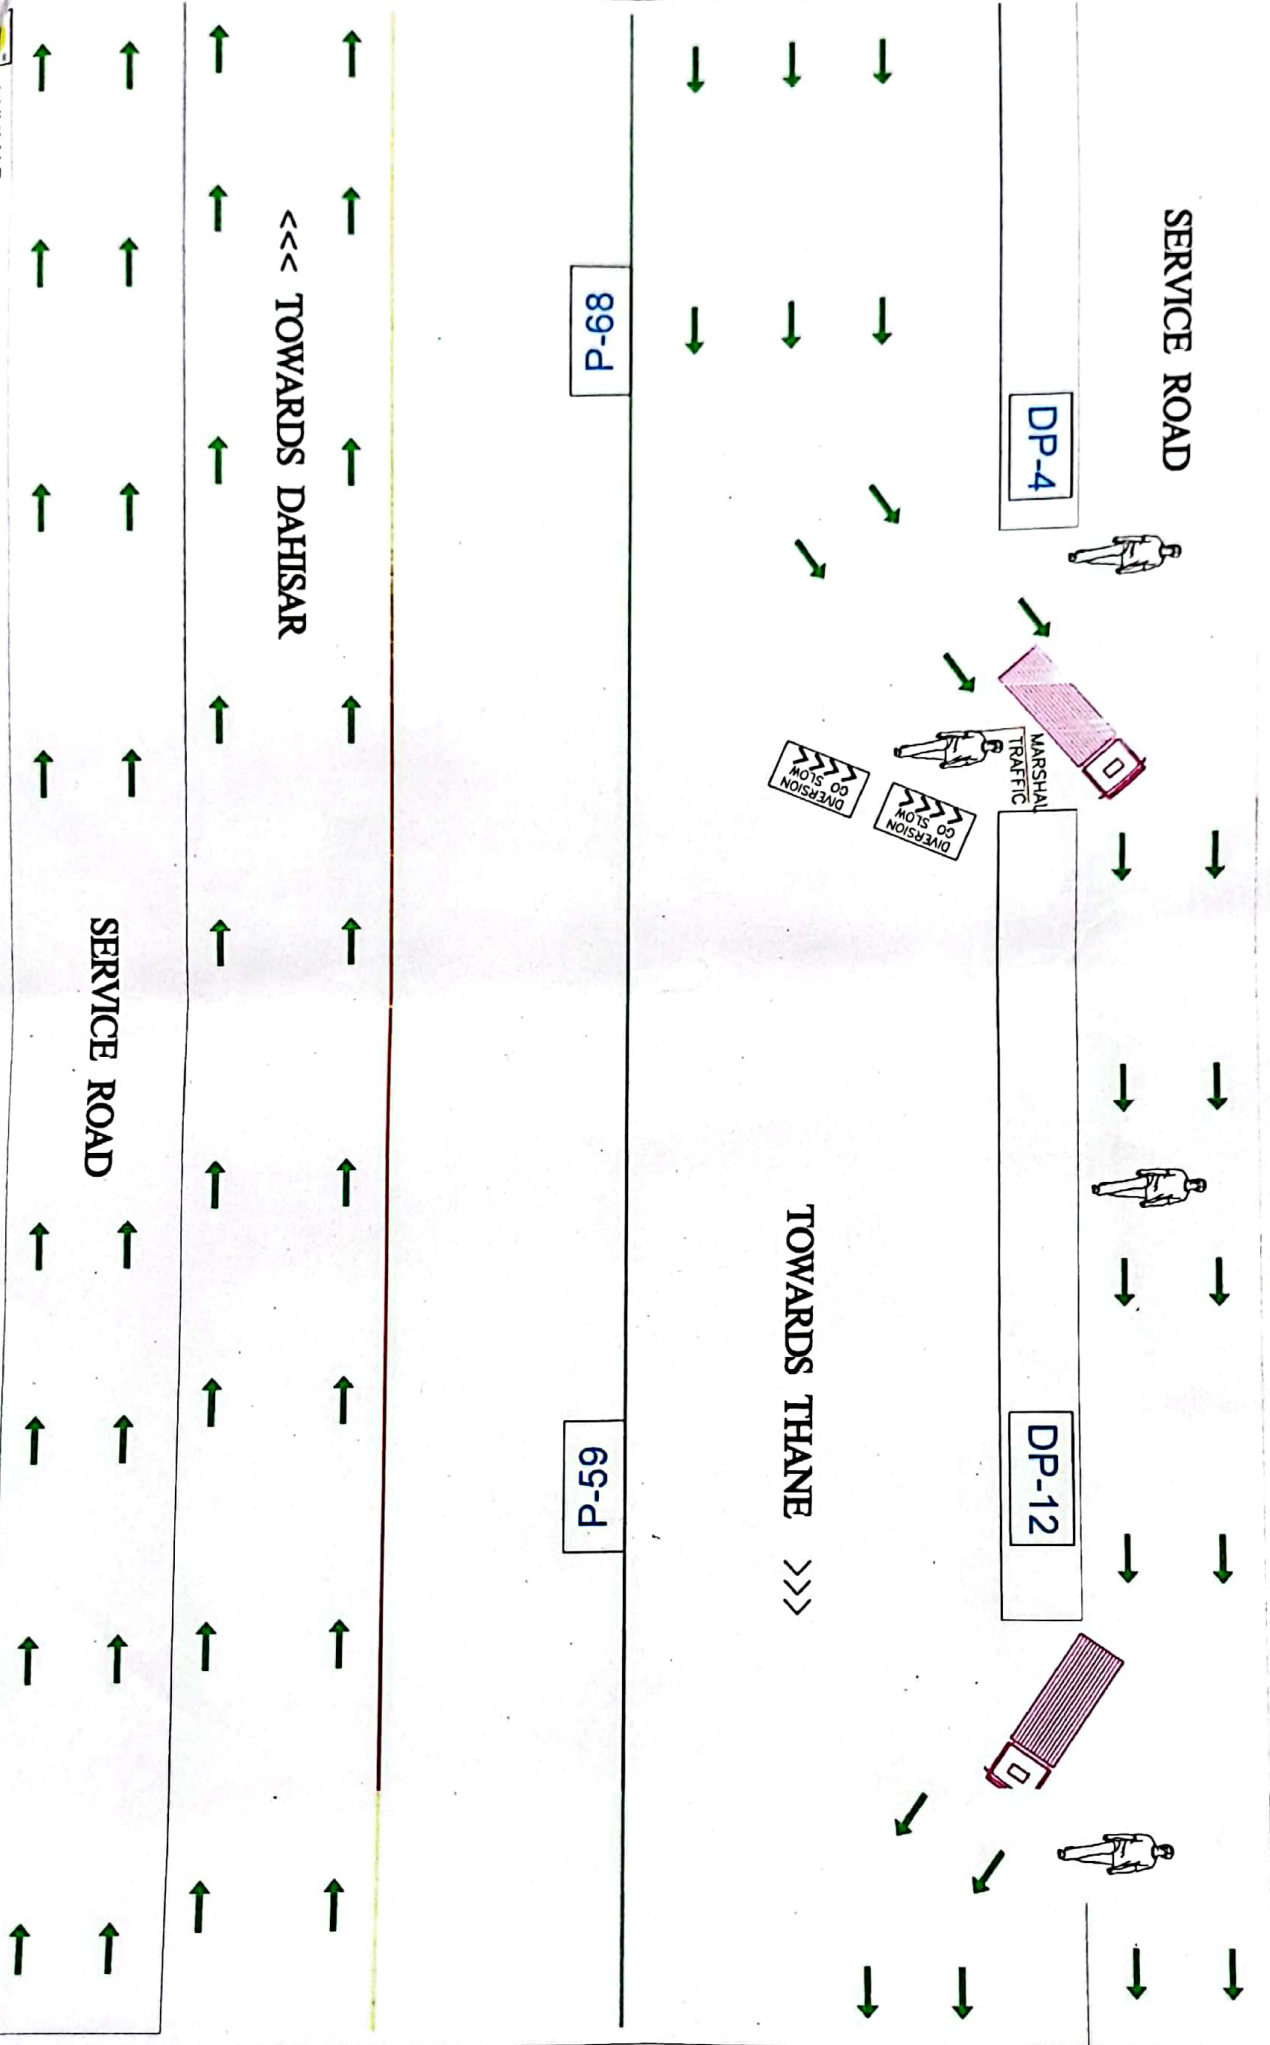 SERVICE ROAD
DP-4
P-68
<<< TOWARDS DAHISAR
MARSHAL
TRAFFIC
DIVERSION
GO
SLOW
DIVERSION
GO
SLOW
SERVICE ROAD
TOWARDS THANE >>>
DP-12
P-59